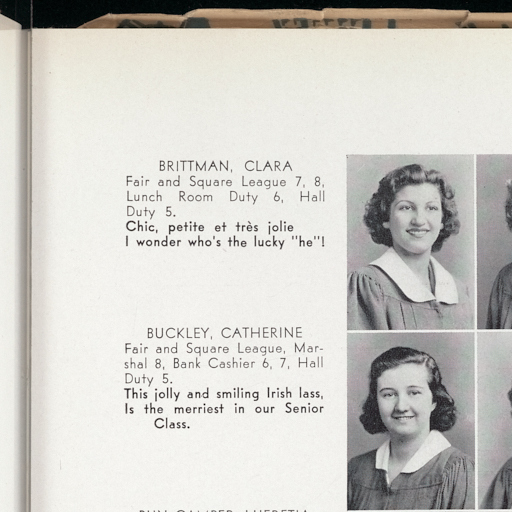 BRITTMAN, CLARA
Fair and Square League 7, 8,
Lunch Room Duty 6, Hall
Duty 5.
Chic, petite et très jolie
I wonder who's the lucky "he"!
BUCKLEY, CATHERINE
Fair and Square League, Mar-
shal 8, Bank Cashier 6, 7, Hall
Duty 5.
This jolly and smiling Irish lass,
Is the merriest in our Senior
Class.